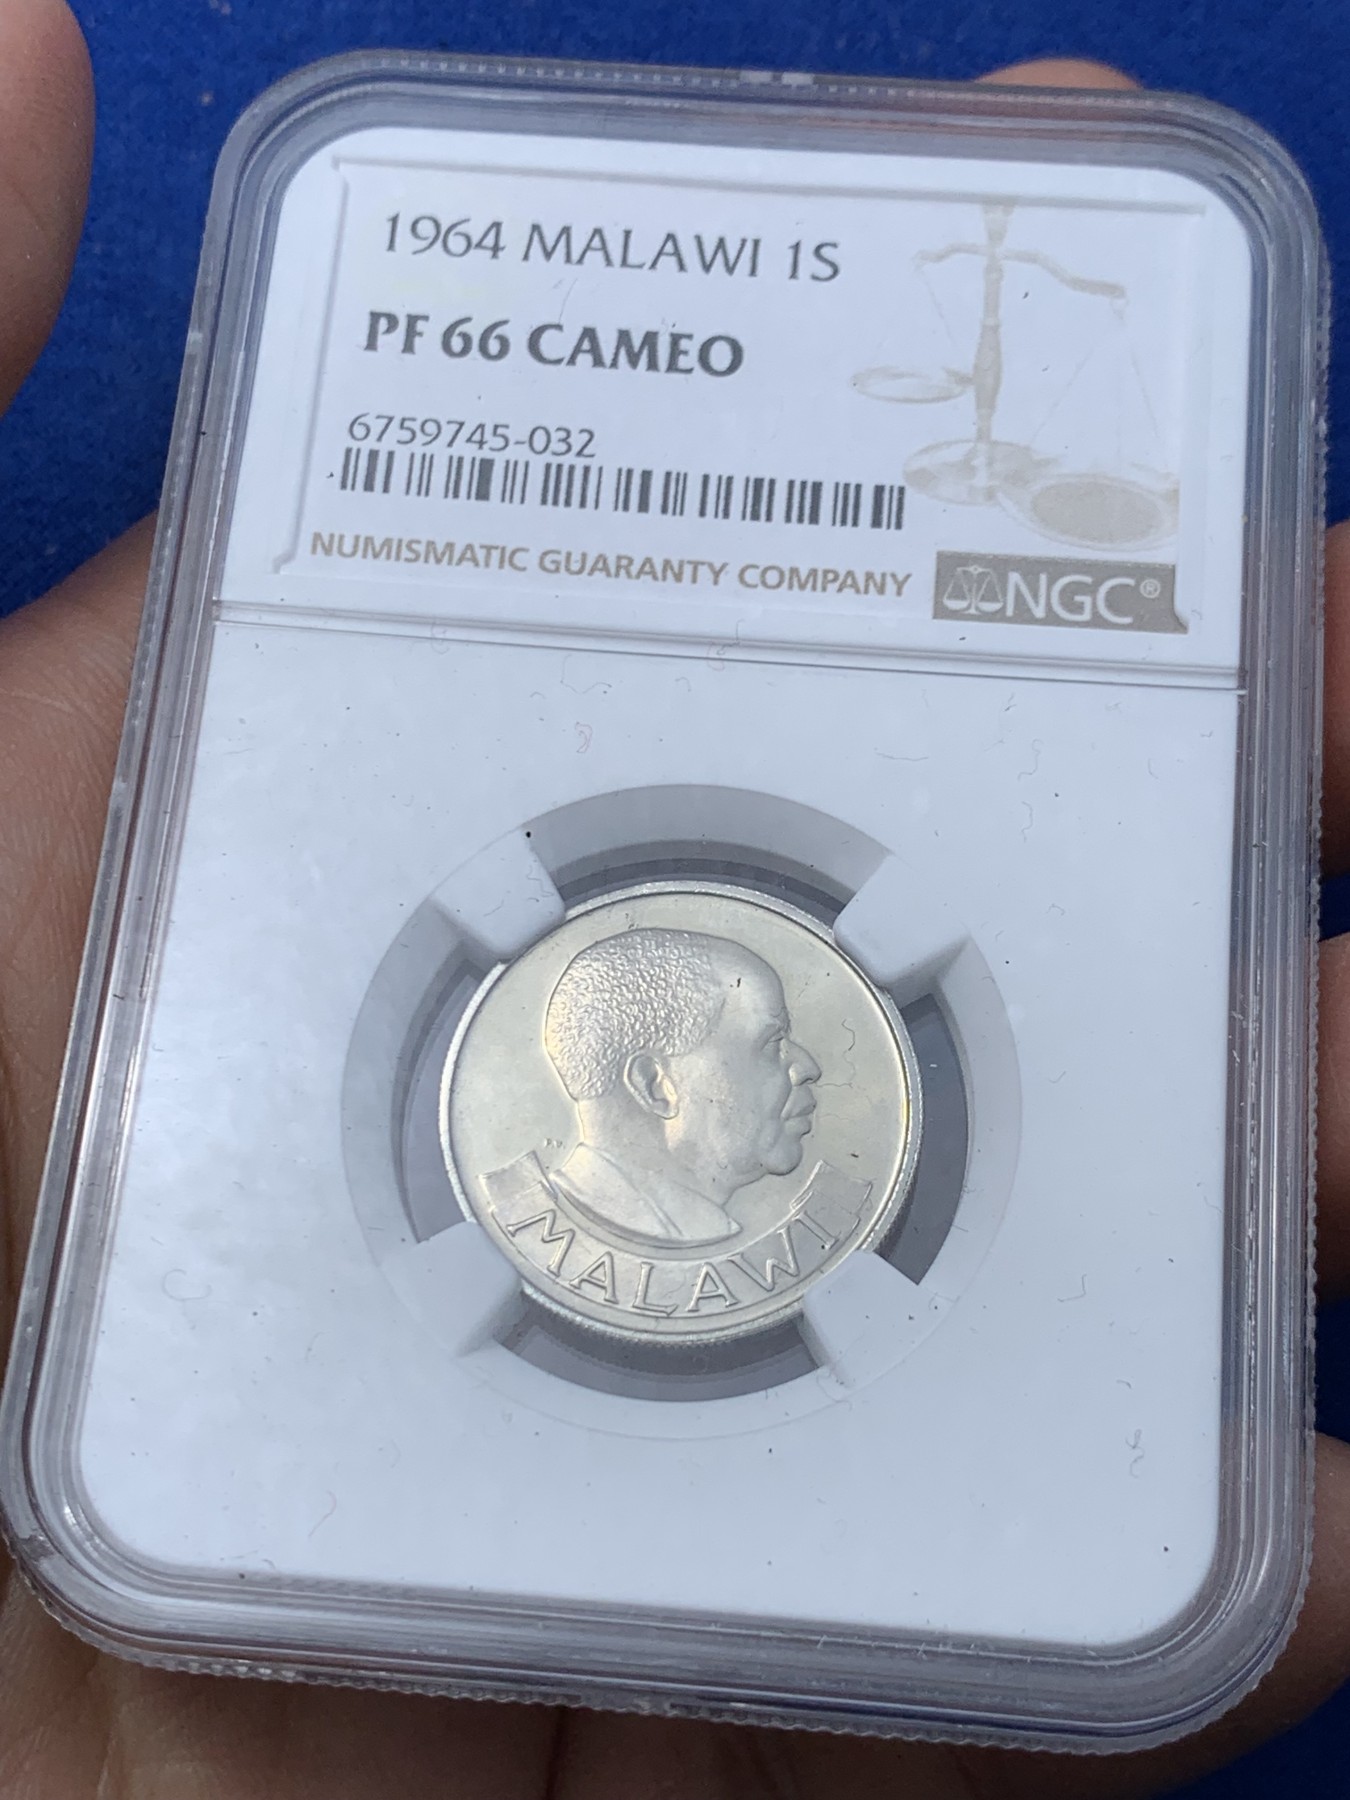 1964 MALAWI 1S
PF 66 CAMEO
6759745-032
NUMISMATIC GUARANTY COMPANY
NGC®
MALAWI